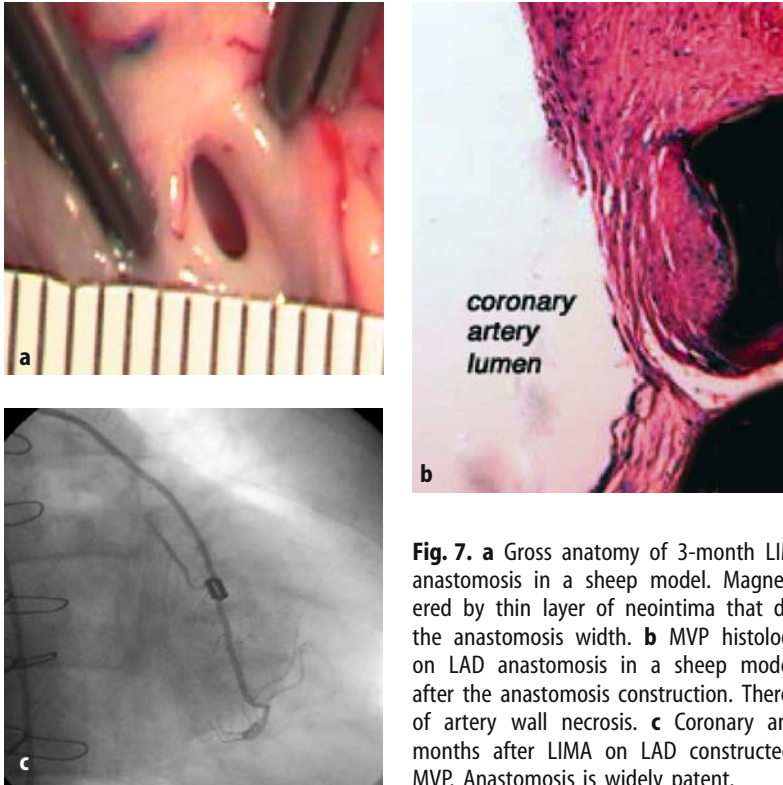 a
coronary
artery
lumen
b
c
Fig. 7. a Gross anatomy of 3-month LIM
anastomosis in a sheep model. Magne
ered by thin layer of neointima that d
the anastomosis width. b MVP histolog
on LAD anastomosis in a sheep mode
after the anastomosis construction. There
of artery wall necrosis. c Coronary an
months after LIMA on LAD constructe
MVP. Anastomosis is widely patent.